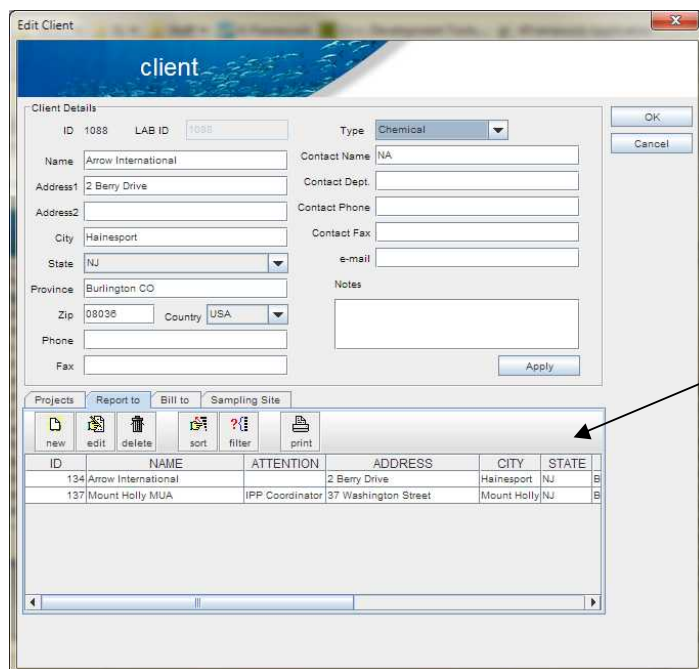 Edit Client
client
Client Details
ID 1088 LAB ID 1088
Type Chemical
OK
Cancel
Name Arrow International
Contact Name NA
Address1 2 Berry Drive
Contact Dept.
Address2
Contact Phone
City Hainesport
Contact Fax
State NJ
e-mail
Province Burlington CO
Notes
Zip 08036 Country USA
Phone
Fax
Apply
Projects Report to Bill to Sampling Site
new edit delete sort filter print
ID NAME ATTENTION ADDRESS CITY STATE
134 Arrow International 2 Berry Drive Hainesport NJ B
137 Mount Holly MUA IPP Coordinator 37 Washington Street Mount Holly NJ B